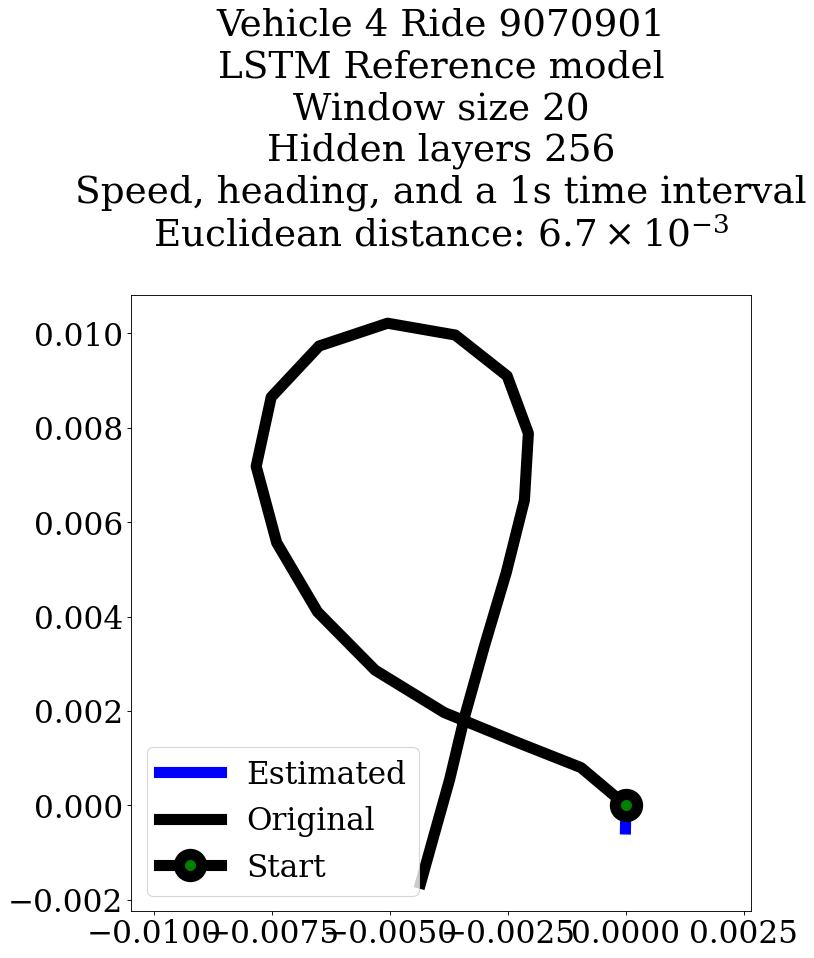 Vehicle 4 Ride 9070901
LSTM Reference model
Window size 20
Hidden layers 256
Speed, heading, and a 1s time interval
Euclidean distance: 6.7 × 10⁻³
0.010
0.008
0.006
0.004
0.002
0.000
−0.002
Estimated
Original
Start
−0.0100 −0.0075 −0.0050 −0.0025 0.0000 0.0025